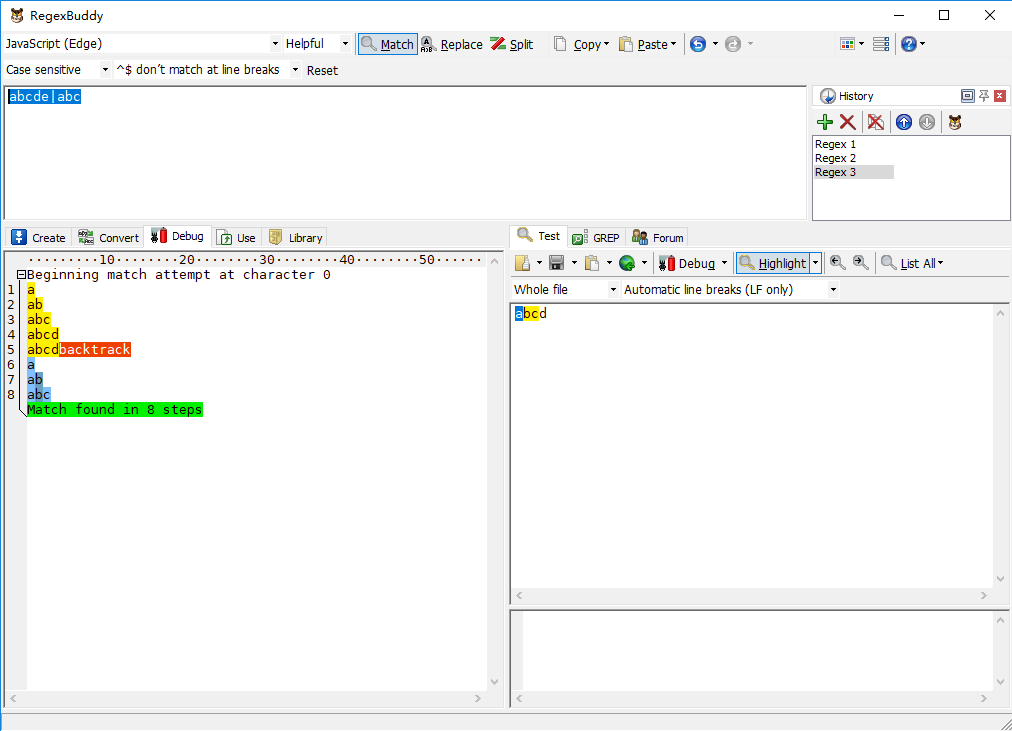 RegexBuddy
JavaScript (Edge) Helpful Match Replace Split Copy Paste
Case sensitive ^$ don't match at line breaks Reset
abcde|abc
History
Regex 1
Regex 2
Regex 3
Create Convert Debug Use Library
·········10········20········30········40········50······
Beginning match attempt at character 0
1 a
2 ab
3 abc
4 abcd
5 abcdbacktrack
6 a
7 ab
8 abc
Match found in 8 steps
Test GREP Forum
Debug Highlight List All
Whole file Automatic line breaks (LF only)
abcd